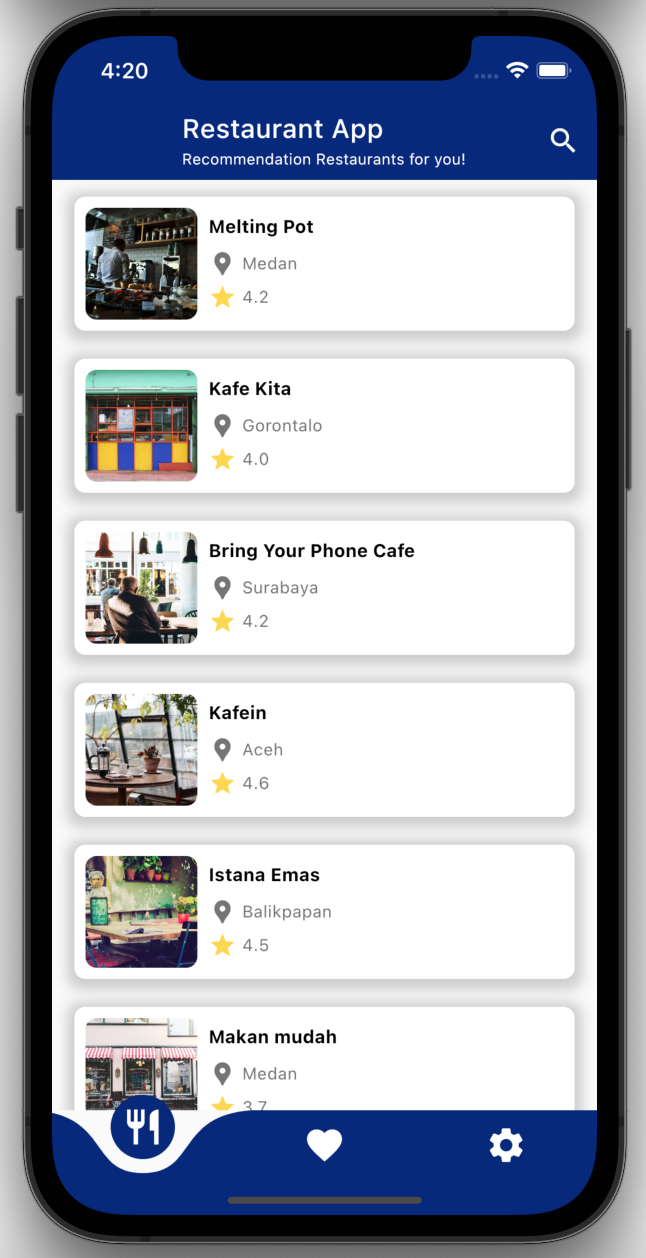 4:20
Restaurant App
Recommendation Restaurants for you!
Melting Pot
Medan
4.2
Kafe Kita
Gorontalo
4.0
Bring Your Phone Cafe
Surabaya
4.2
Kafein
Aceh
4.6
Istana Emas
Balikpapan
4.5
Makan mudah
Medan
3.7